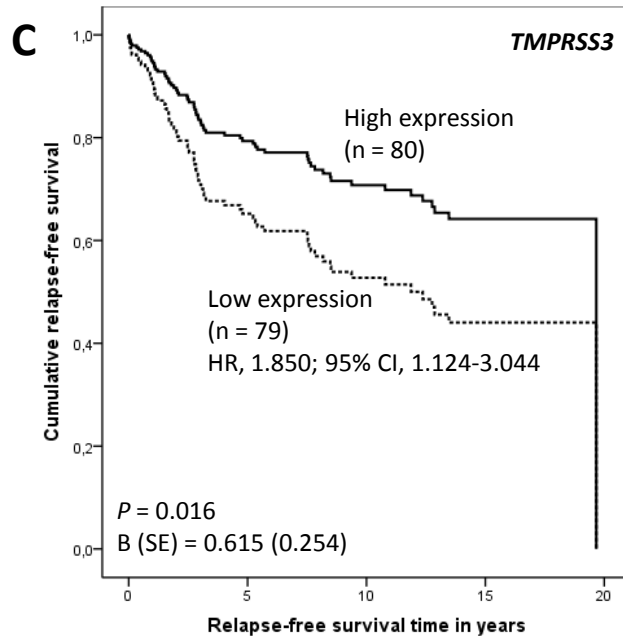 C
TMPRSS3
1,0
High expression
(n = 80)
0,8
0,6
Low expression
(n = 79)
HR, 1.850; 95% CI, 1.124-3.044
0,4
0,2
P = 0.016
B (SE) = 0.615 (0.254)
0,0
Cumulative relapse-free survival
0 5 10 15 20
Relapse-free survival time in years